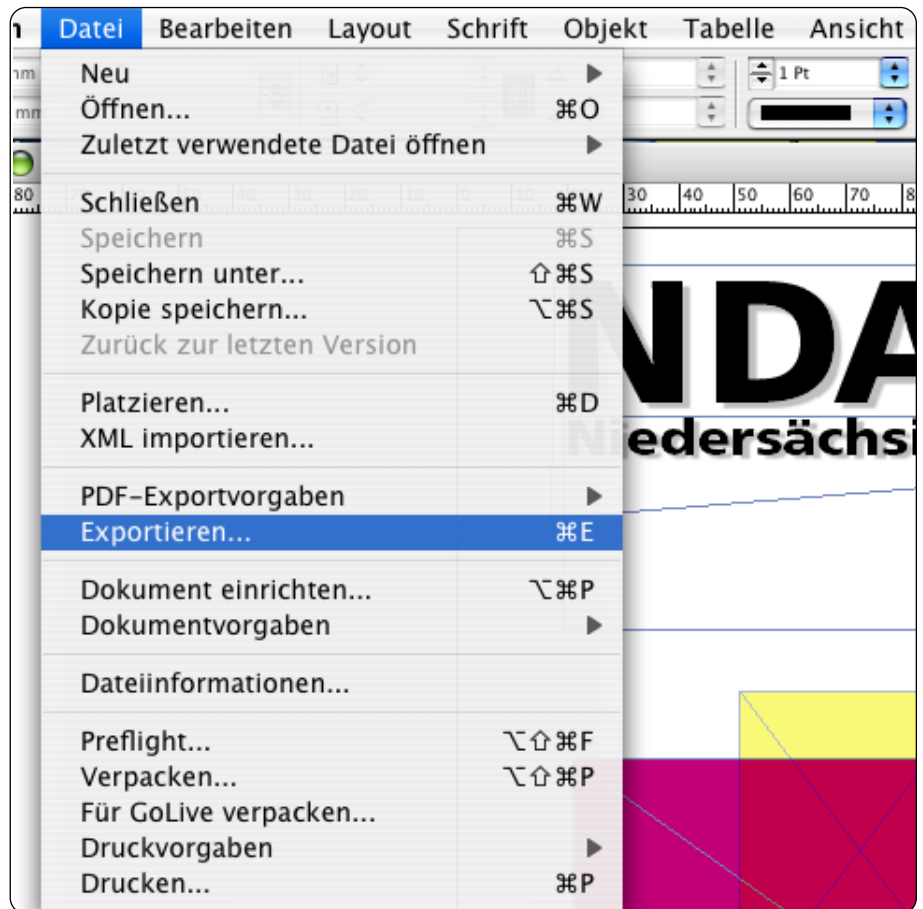 Datei Bearbeiten Layout Schrift Objekt Tabelle Ansicht
Neu
Öffnen... ⌘O
Zuletzt verwendete Datei öffnen
Schließen ⌘W
Speichern ⌘S
Speichern unter... ⇧⌘S
Kopie speichern... ⌥⌘S
Zurück zur letzten Version
Platzieren... ⌘D
XML importieren...
PDF-Exportvorgaben
Exportieren... ⌘E
Dokument einrichten... ⌥⌘P
Dokumentvorgaben
Dateiinformationen...
Preflight... ⌥⇧⌘F
Verpacken... ⌥⇧⌘P
Für GoLive verpacken...
Druckvorgaben
Drucken... ⌘P
1 Pt
mm
80 30 40 50 60 70
NDA
Niedersächsi